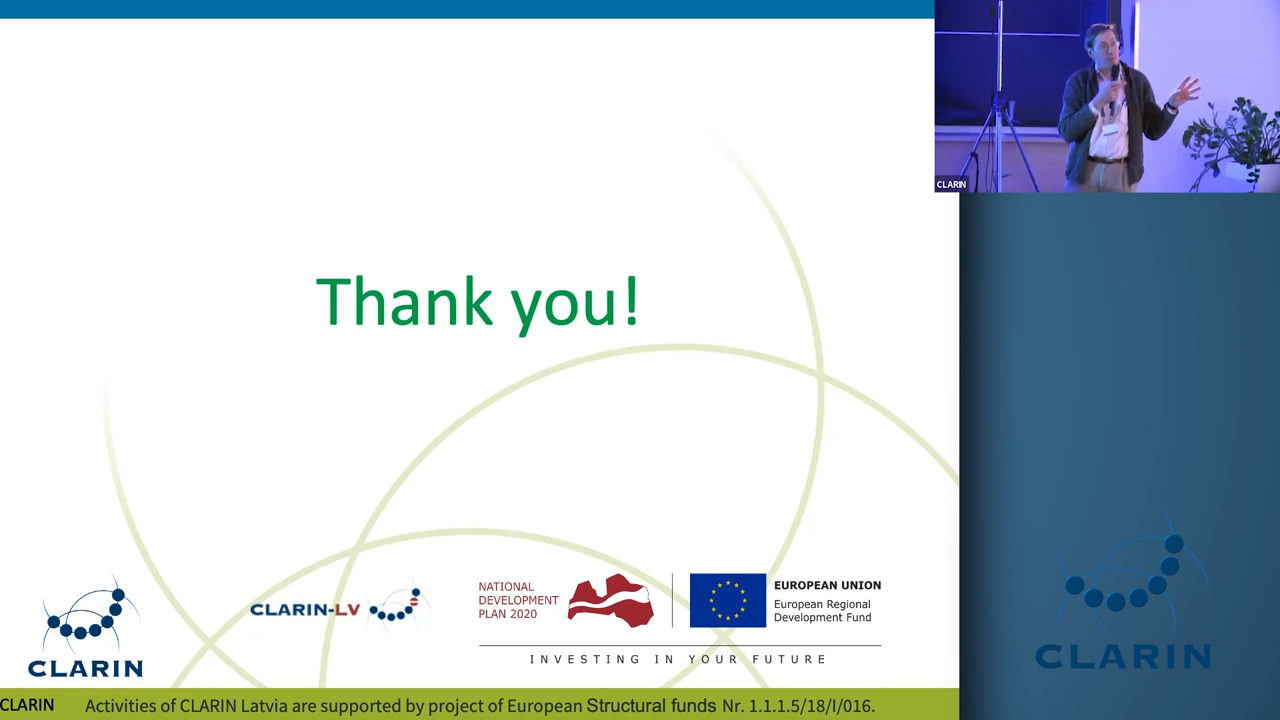 CLARIN
Thank you!
CLARIN
CLARIN-LV
NATIONAL
DEVELOPMENT
PLAN 2020
EUROPEAN UNION
European Regional
Development Fund
INVESTING IN YOUR FUTURE
CLARIN
CLARIN
Activities of CLARIN Latvia are supported by project of European Structural funds Nr. 1.1.1.5/18/I/016.